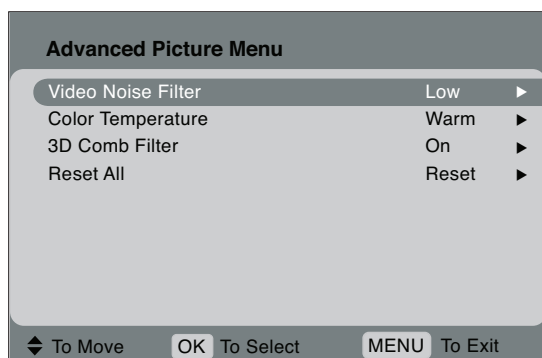 Advanced Picture Menu
Video Noise Filter Low
Color Temperature Warm
3D Comb Filter On
Reset All Reset
To Move OK To Select MENU To Exit